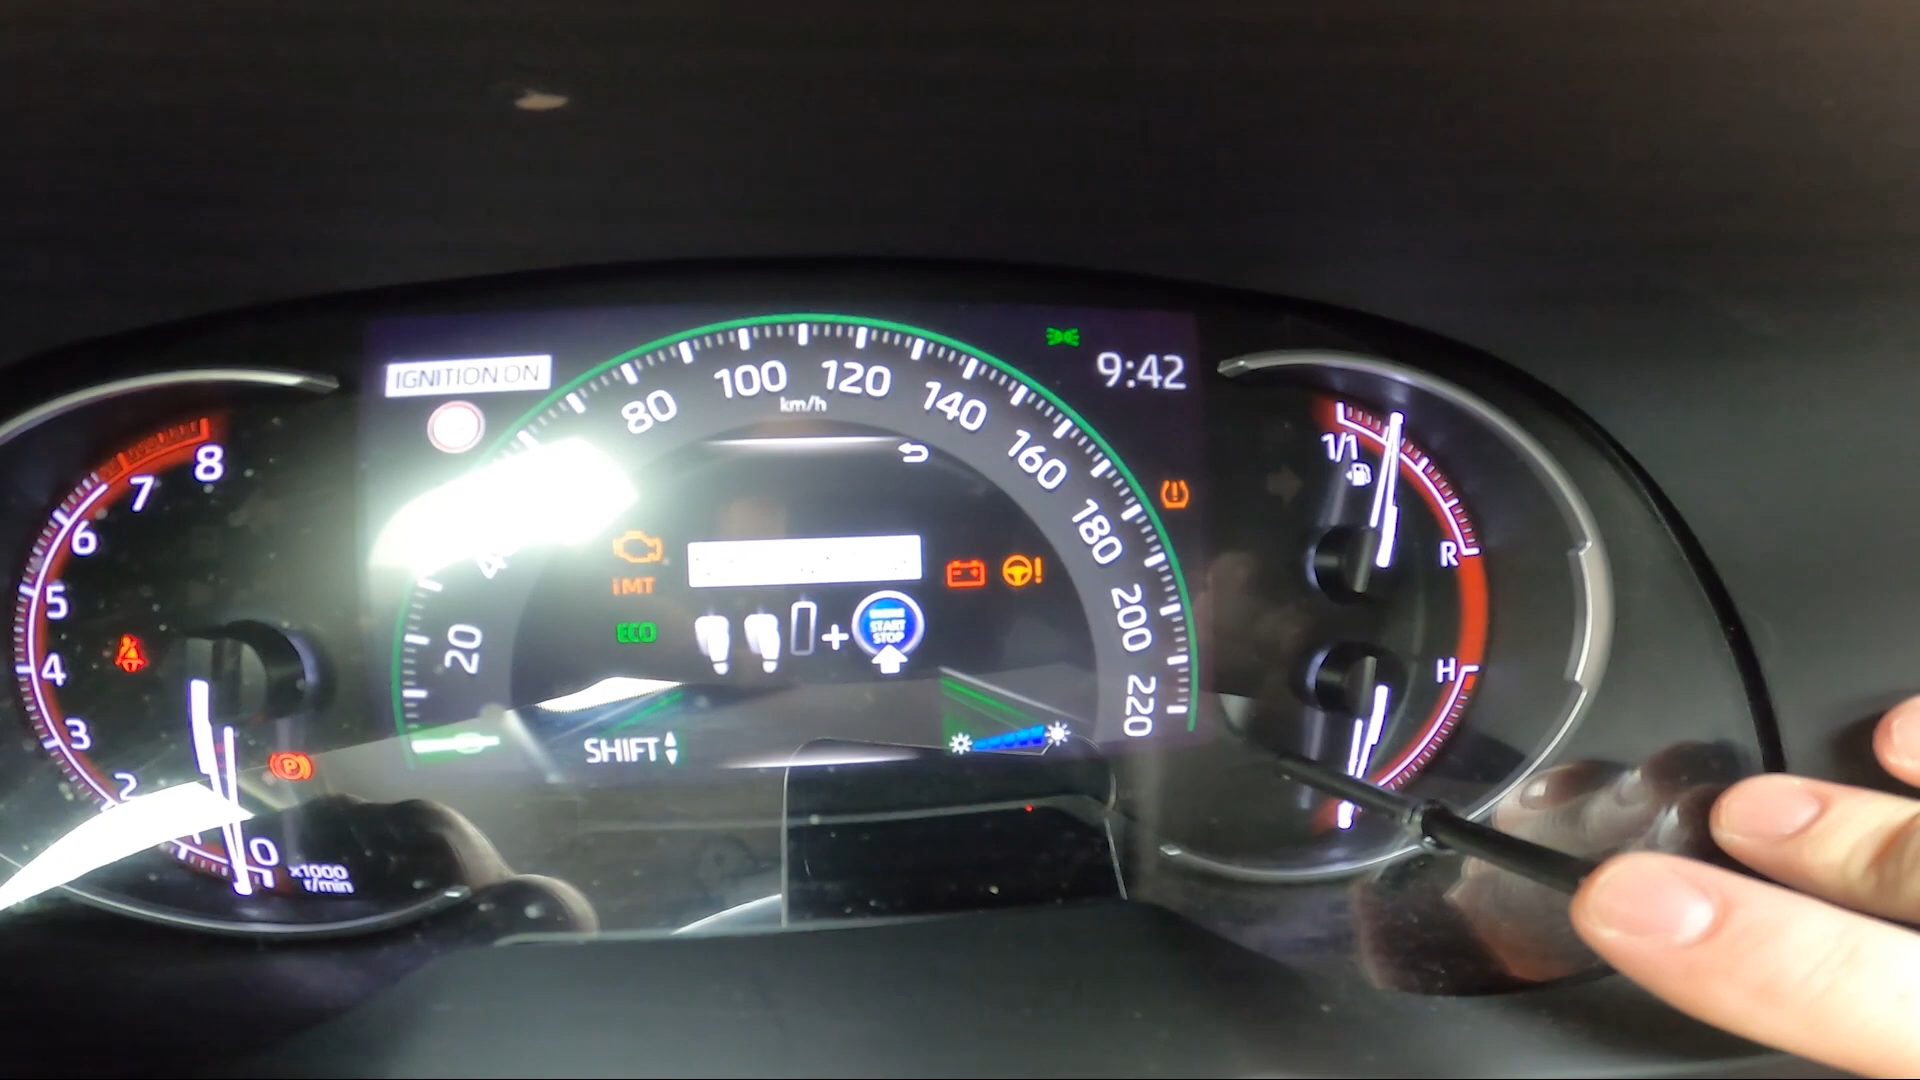 IGNITION ON
9:42
8
7
6
5
4
3
2
0
x1000
r/min
20
80
100
120
140
160
180
200
220
km/h
iMT
ECO
START
STOP
SHIFT
1/1
R
H
P